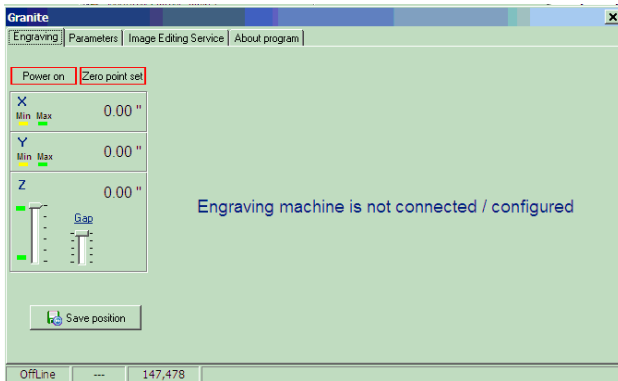 Granite
Engraving Parameters Image Editing Service About program
Power on Zero point set
X
Min Max 0.00 "
Y
Min Max 0.00 "
Z
0.00 "
Gap
Engraving machine is not connected / configured
Save position
OffLine --- 147,478